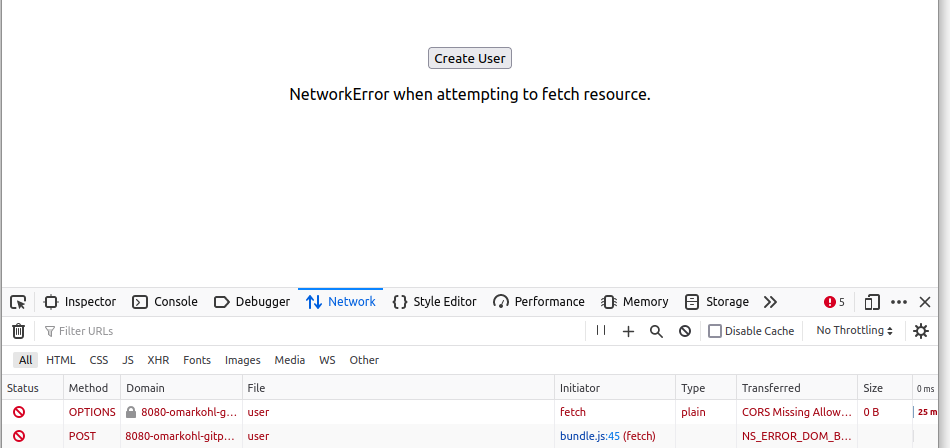 Create User
NetworkError when attempting to fetch resource.
Inspector Console Debugger Network Style Editor Performance Memory Storage 5
Filter URLs Disable Cache No Throttling
All HTML CSS JS XHR Fonts Images Media WS Other
Status Method Domain File Initiator Type Transferred Size 0 ms
OPTIONS 8080-omarkohl-g... user fetch plain CORS Missing Allow... 0 B 25 m
POST 8080-omarkohl-gitp... user bundle.js:45 (fetch) NS_ERROR_DOM_B...